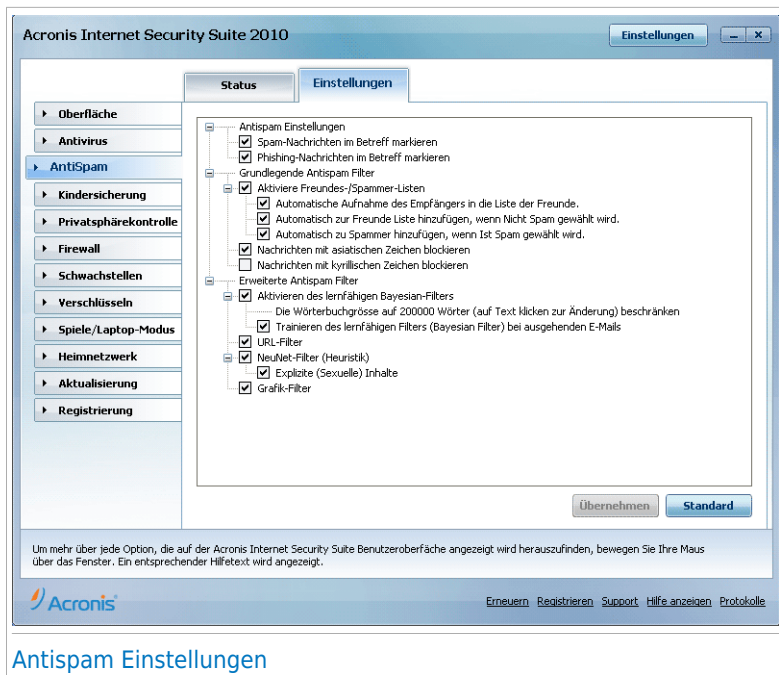 Acronis Internet Security Suite 2010
Einstellungen
Status
Einstellungen
Oberfläche
Antivirus
AntiSpam
Kindersicherung
Privatsphärekontrolle
Firewall
Schwachstellen
Verschlüsseln
Spiele/Laptop-Modus
Heimnetzwerk
Aktualisierung
Registrierung
Antispam Einstellungen
Spam-Nachrichten im Betreff markieren
Phishing-Nachrichten im Betreff markieren
Grundlegende Antispam Filter
Aktiviere Freundes-/Spammer-Listen
Automatische Aufnahme des Empfängers in die Liste der Freunde.
Automatisch zur Freunde Liste hinzufügen, wenn Nicht Spam gewählt wird.
Automatisch zu Spammer hinzufügen, wenn Ist Spam gewählt wird.
Nachrichten mit asiatischen Zeichen blockieren
Nachrichten mit kyrillischen Zeichen blockieren
Erweiterte Antispam Filter
Aktivieren des lernfähigen Bayesian-Filters
Die Wörterbuchgrösse auf 200000 Wörter (auf Text klicken zur Änderung) beschränken
Trainieren des lernfähigen Filters (Bayesian Filter) bei ausgehenden E-Mails
URL-Filter
NeuNet-Filter (Heuristik)
Explizite (Sexuelle) Inhalte
Grafik-Filter
Übernehmen
Standard
Um mehr über jede Option, die auf der Acronis Internet Security Suite Benutzeroberfäche angezeigt wird herauszufinden, bewegen Sie Ihre Maus
über das Fenster. Ein entsprechender Hilfetext wird angezeigt.
Acronis
Erneuern Registrieren Support Hilfe anzeigen Protokolle
Antispam Einstellungen